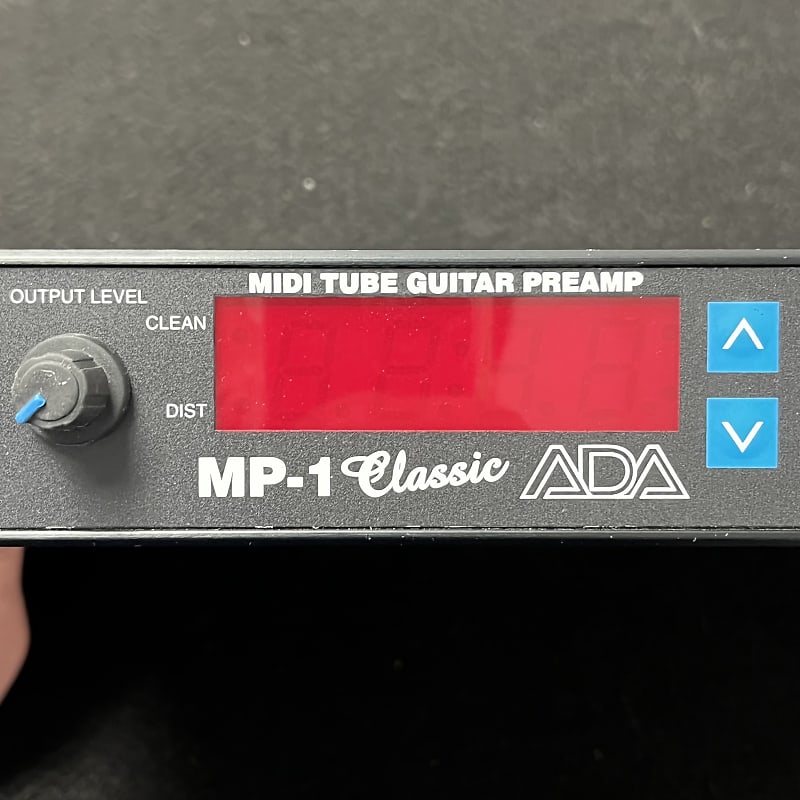 MIDI TUBE GUITAR PREAMP
OUTPUT LEVEL
CLEAN
DIST
MP-1 Classic ADA